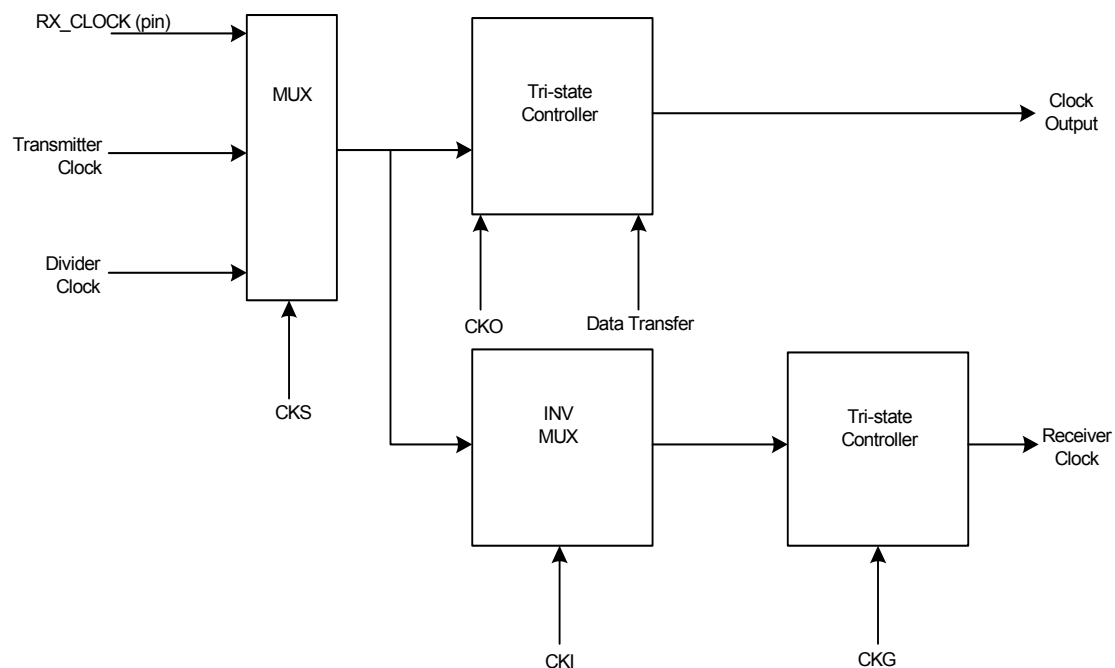 RX_CLOCK (pin)
MUX
Transmitter
Clock
Divider
Clock
CKS
Tri-state
Controller
Clock
Output
CKO
Data Transfer
INV
MUX
Tri-state
Controller
Receiver
Clock
CKI
CKG